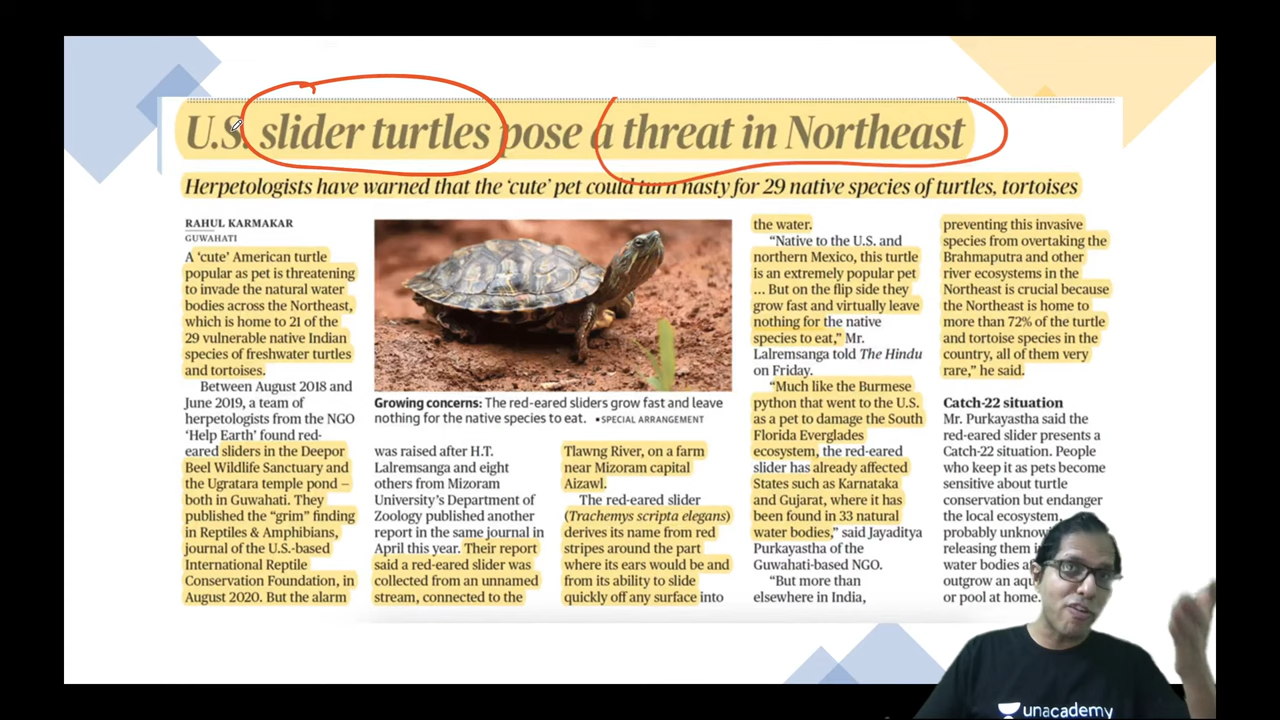 U.S. slider turtles pose a threat in Northeast
Herpetologists have warned that the ‘cute’ pet could turn nasty for 29 native species of turtles, tortoises
RAHUL KARMAKAR
GUWAHATI
A ‘cute’ American turtle
popular as pet is threatening
to invade the natural water
bodies across the Northeast,
which is home to 21 of the
29 vulnerable native Indian
species of freshwater turtles
and tortoises.
Between August 2018 and
June 2019, a team of
herpetologists from the NGO
‘Help Earth’ found red-
eared sliders in the Deepor
Beel Wildlife Sanctuary and
the Ugratara temple pond –
both in Guwahati. They
published the “grim” finding
in Reptiles & Amphibians,
journal of the U.S.-based
International Reptile
Conservation Foundation, in
August 2020. But the alarm
Growing concerns: The red-eared sliders grow fast and leave
nothing for the native species to eat. ▪SPECIAL ARRANGEMENT
was raised after H.T.
Lalremsanga and eight
others from Mizoram
University’s Department of
Zoology published another
report in the same journal in
April this year. Their report
said a red-eared slider was
collected from an unnamed
stream, connected to the
Tlawng River, on a farm
near Mizoram capital
Aizawl.
The red-eared slider
(Trachemys scripta elegans)
derives its name from red
stripes around the part
where its ears would be and
from its ability to slide
quickly off any surface into
the water.
“Native to the U.S. and
northern Mexico, this turtle
is an extremely popular pet
... But on the flip side they
grow fast and virtually leave
nothing for the native
species to eat,” Mr.
Lalremsanga told The Hindu
on Friday.
“Much like the Burmese
python that went to the U.S.
as a pet to damage the South
Florida Everglades
ecosystem, the red-eared
slider has already affected
States such as Karnataka
and Gujarat, where it has
been found in 33 natural
water bodies,” said Jayaditya
Purkayastha of the
Guwahati-based NGO.
“But more than
elsewhere in India,
preventing this invasive
species from overtaking the
Brahmaputra and other
river ecosystems in the
Northeast is crucial because
the Northeast is home to
more than 72% of the turtle
and tortoise species in the
country, all of them very
rare,” he said.
Catch-22 situation
Mr. Purkayastha said the
red-eared slider presents a
Catch-22 situation. People
who keep it as pets become
sensitive about turtle
conservation but endanger
the local ecosystem,
probably
releasing them
water bodies
outgrow an
or pool at home.
unacademy